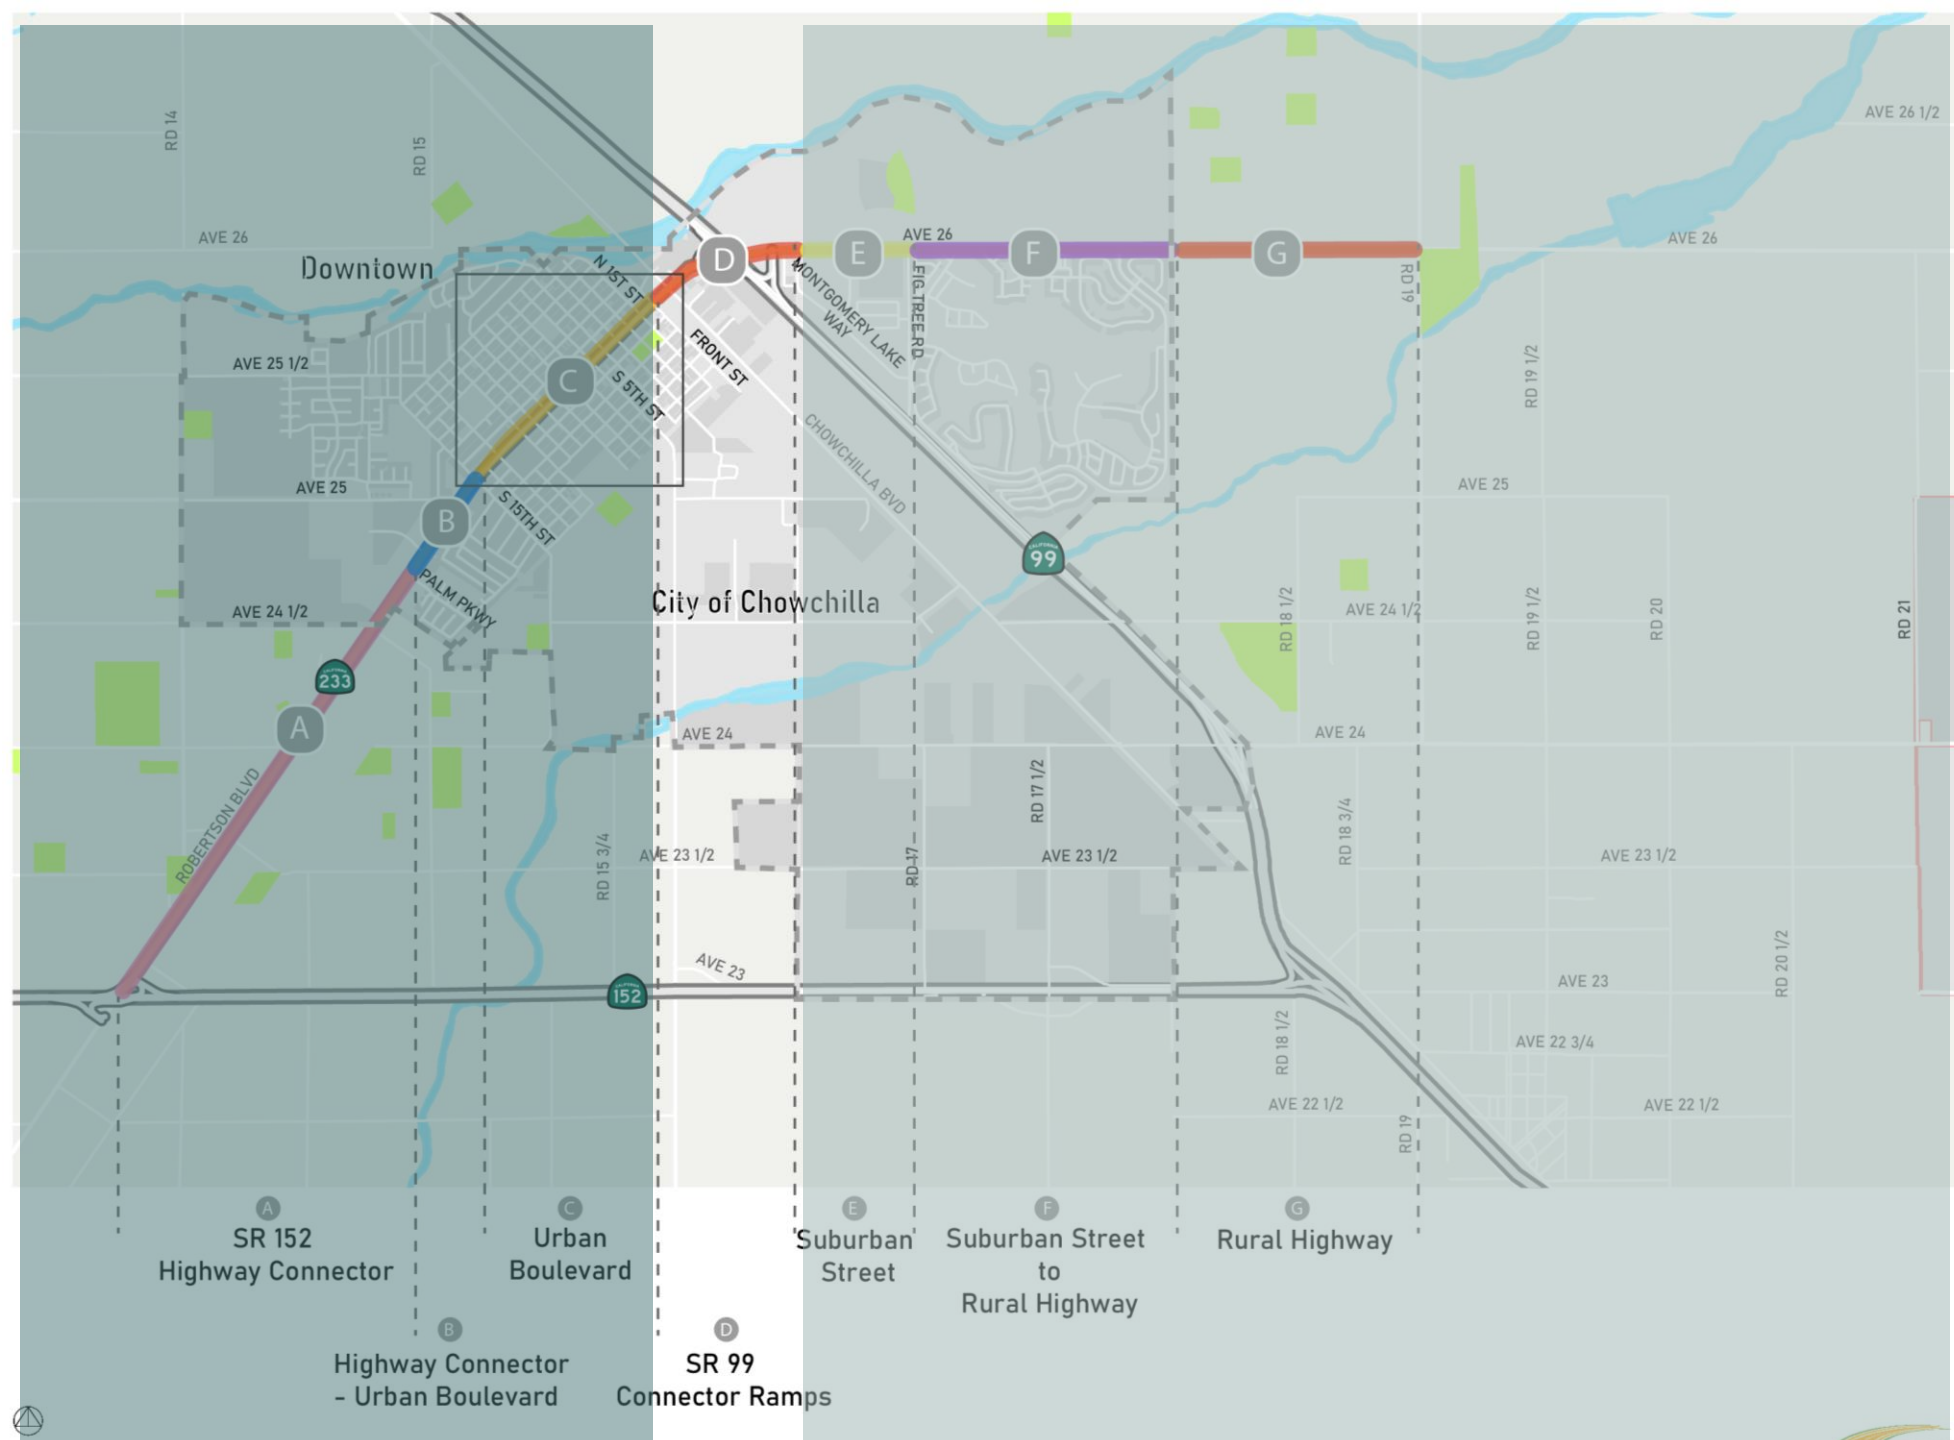 RD 14
RD 15
AVE 26 1/2
AVE 26
Downtown
N 1ST ST
D
E
AVE 26
F
G
AVE 26
MONTGOMERY LAKE
WAY
FIG TREE RD
RD 19
AVE 25 1/2
FRONT ST
C
S 5TH ST
RD 19 1/2
CHOWCHILLA BVD
AVE 25
AVE 25
B
S 15TH ST
CALIFORNIA
99
PALM PKWY
AVE 24 1/2
City of Chowchilla
RD 18 1/2
AVE 24 1/2
RD 19 1/2
RD 20
RD 21
CALIFORNIA
233
A
AVE 24
AVE 24
ROBERTSON BLVD
RD 17 1/2
RD 18 3/4
RD 15 3/4
AVE 23 1/2
RD 17
AVE 23 1/2
AVE 23 1/2
AVE 23
CALIFORNIA
152
AVE 23
RD 20 1/2
RD 18 1/2
AVE 22 3/4
AVE 22 1/2
RD 19
AVE 22 1/2
A
SR 152
Highway Connector
B
Highway Connector
- Urban Boulevard
C
Urban
Boulevard
D
SR 99
Connector Ramps
E
Suburban
Street
F
Suburban Street
to
Rural Highway
G
Rural Highway